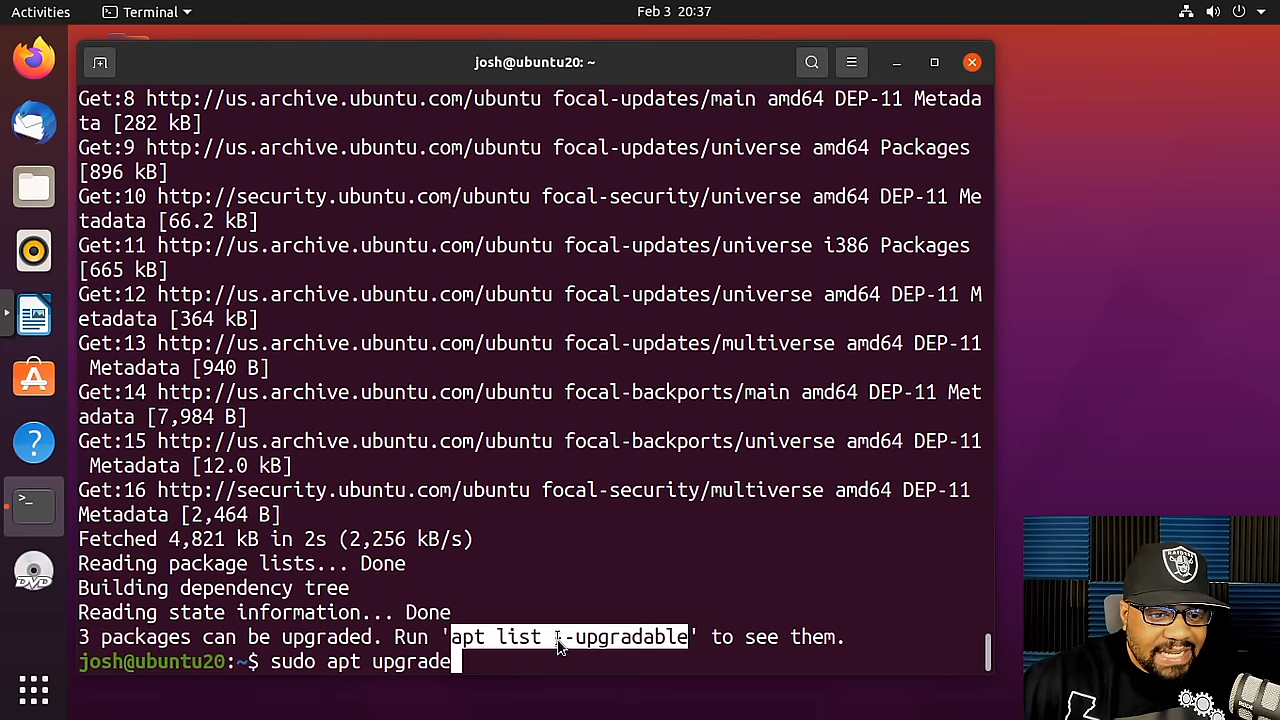 Activities
Terminal
Feb 3 20:37
josh@ubuntu20: ~
Get:8 http://us.archive.ubuntu.com/ubuntu focal-updates/main amd64 DEP-11 Metada
ta [282 kB]
Get:9 http://us.archive.ubuntu.com/ubuntu focal-updates/universe amd64 Packages
[896 kB]
Get:10 http://security.ubuntu.com/ubuntu focal-security/universe amd64 DEP-11 Me
tadata [66.2 kB]
Get:11 http://us.archive.ubuntu.com/ubuntu focal-updates/universe i386 Packages
[665 kB]
Get:12 http://us.archive.ubuntu.com/ubuntu focal-updates/universe amd64 DEP-11 M
etadata [364 kB]
Get:13 http://us.archive.ubuntu.com/ubuntu focal-updates/multiverse amd64 DEP-11
Metadata [940 B]
Get:14 http://us.archive.ubuntu.com/ubuntu focal-backports/main amd64 DEP-11 Met
adata [7,984 B]
Get:15 http://us.archive.ubuntu.com/ubuntu focal-backports/universe amd64 DEP-11
Metadata [12.0 kB]
Get:16 http://security.ubuntu.com/ubuntu focal-security/multiverse amd64 DEP-11
Metadata [2,464 B]
Fetched 4,821 kB in 2s (2,256 kB/s)
Reading package lists... Done
Building dependency tree
Reading state information... Done
3 packages can be upgraded. Run 'apt list --upgradable' to see them.
josh@ubuntu20:~$ sudo apt upgrade
RAIDERS
DVD